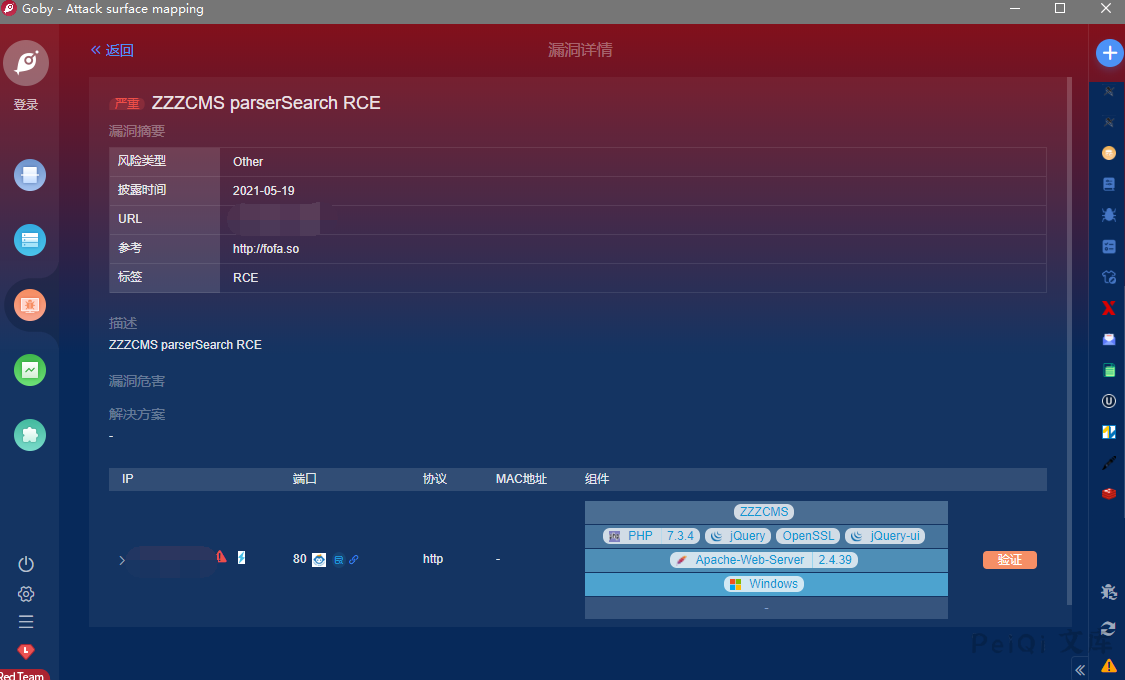 Goby - Attack surface mapping
返回
漏洞详情
登录
严重 ZZZCMS parserSearch RCE
漏洞摘要
风险类型 Other
披露时间 2021-05-19
URL
参考 http://fofa.so
标签 RCE
描述
ZZZCMS parserSearch RCE
漏洞危害
解决方案
-
IP 端口 协议 MAC地址 组件
ZZZCMS
PHP 7.3.4 jQuery OpenSSL jQuery-ui
80 http - Apache-Web-Server 2.4.39 验证
Windows
-
PeiQi 文库
Red Team